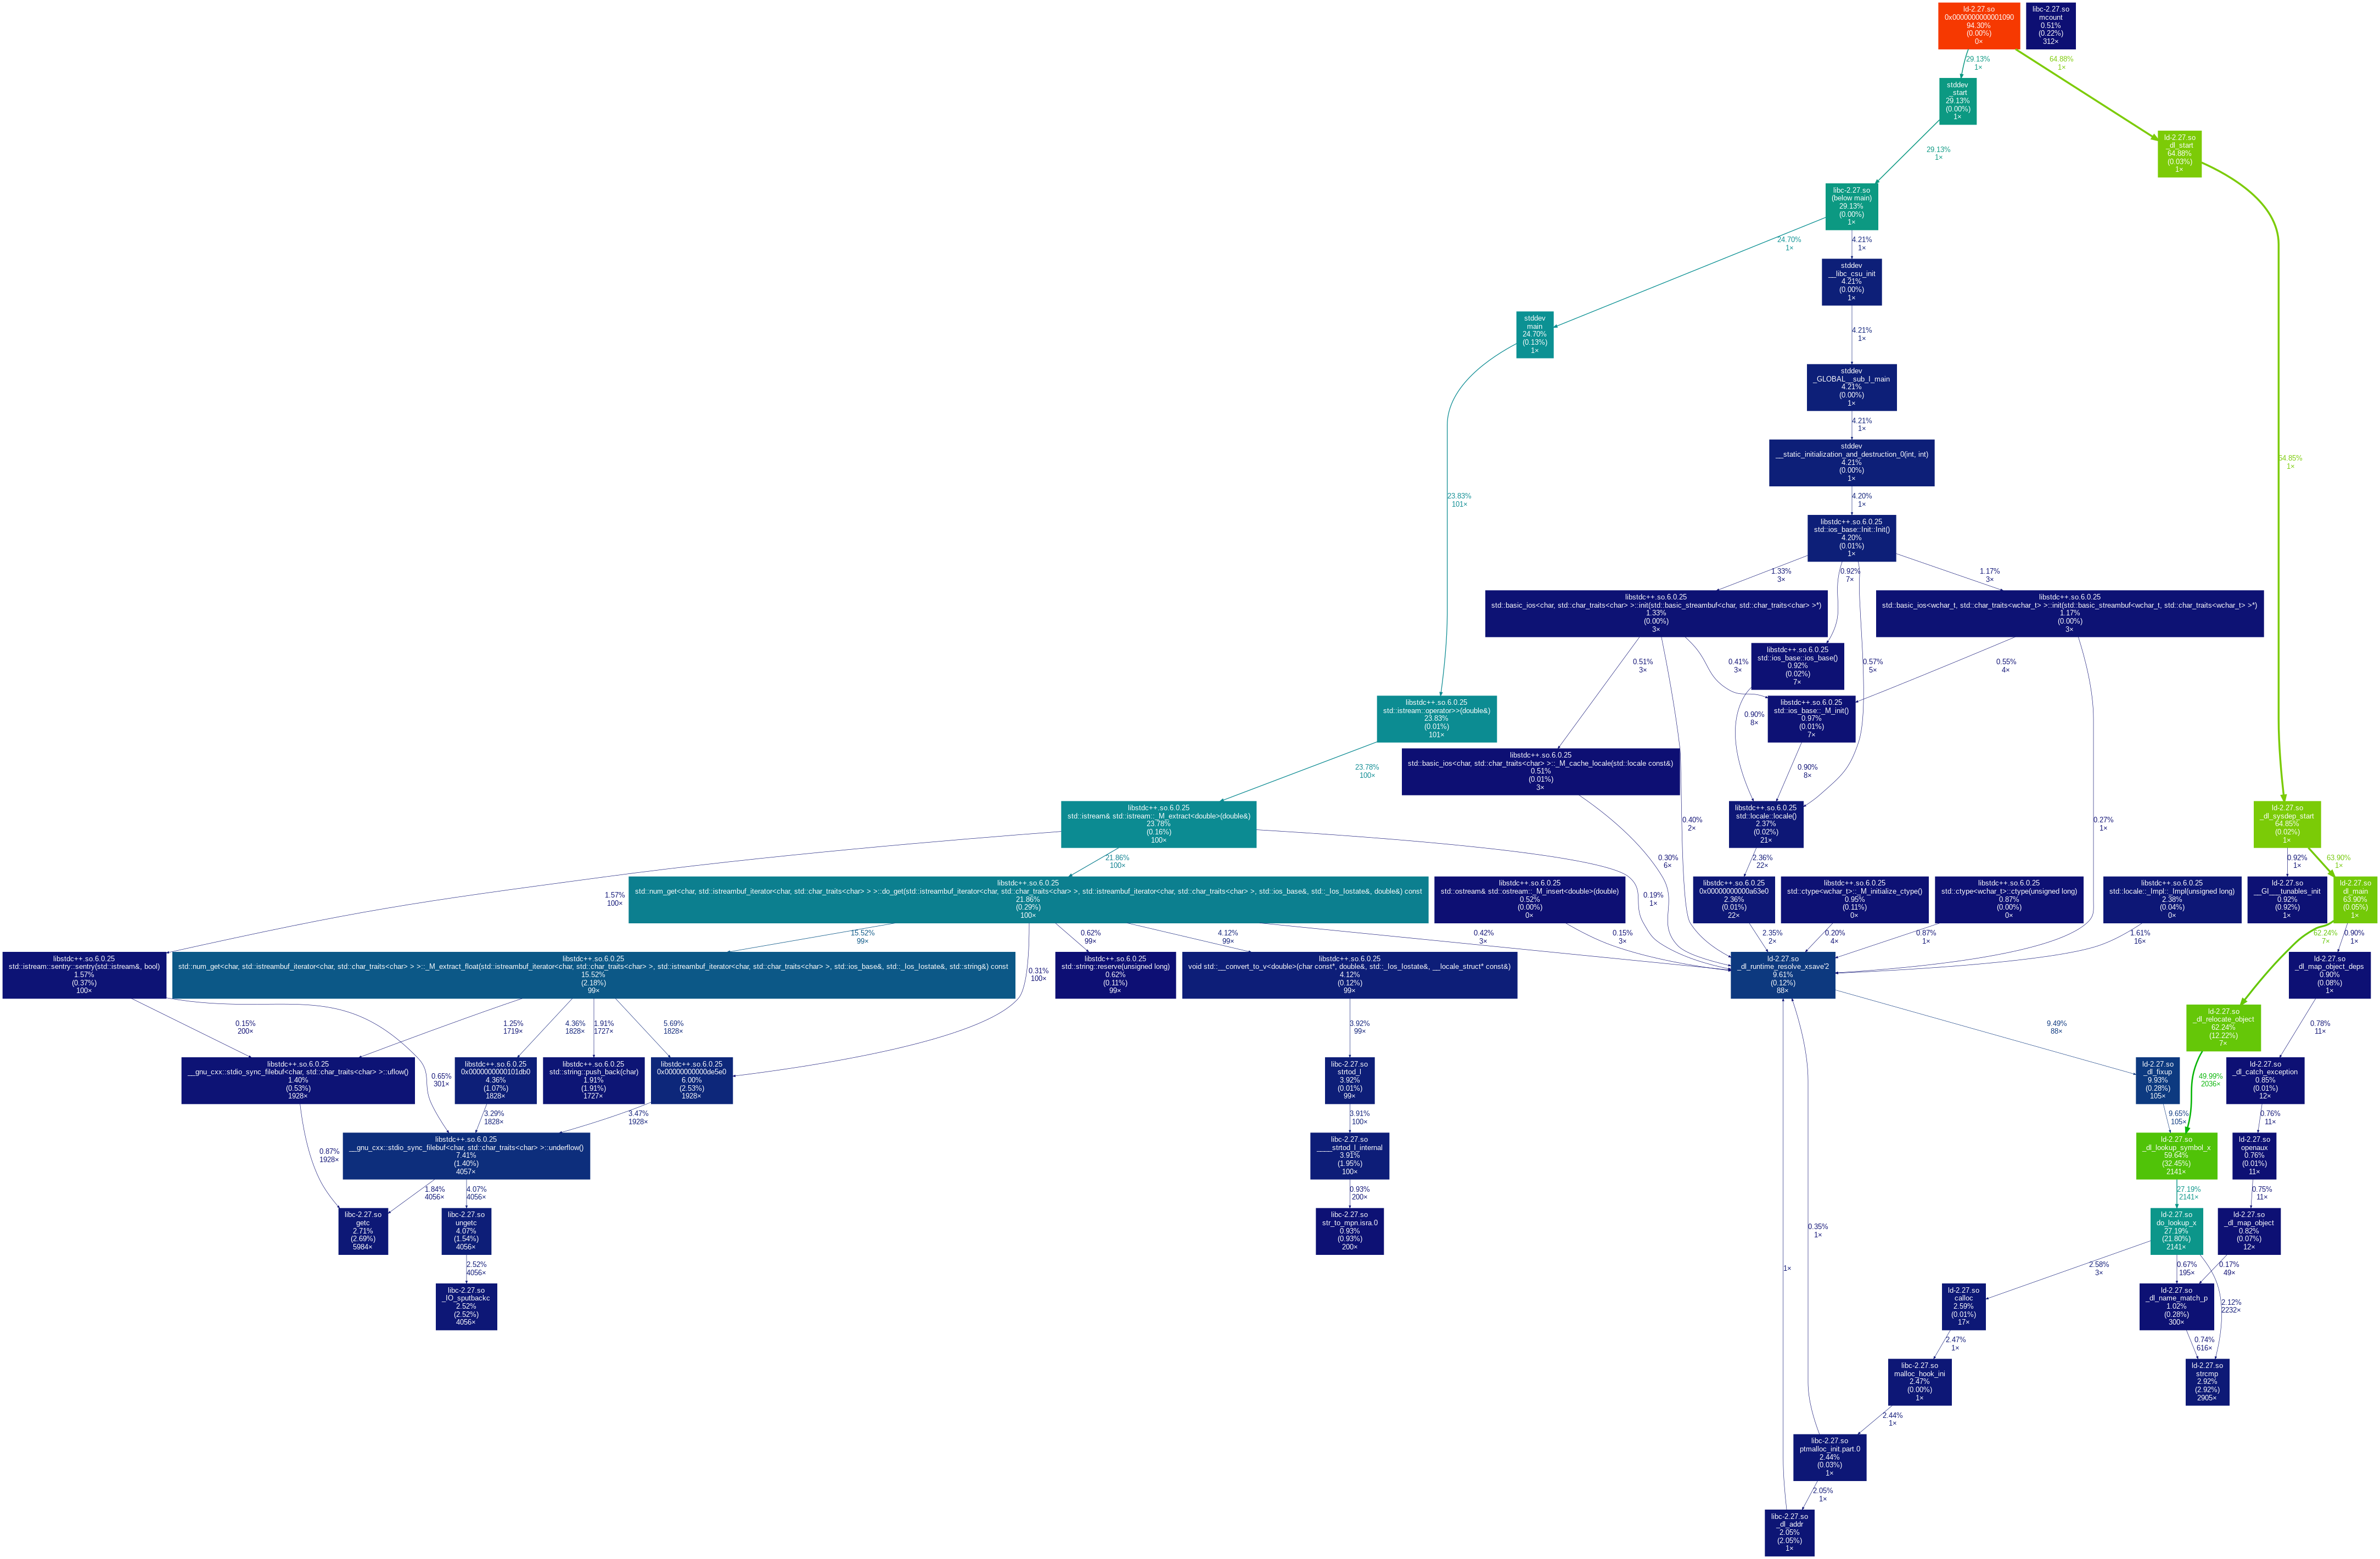 ld-2.27.so
0x0000000000001090
94.30%
(0.00%)
0×
libc-2.27.so
mcount
0.51%
(0.22%)
312×
29.13%
1×
64.88%
1×
stddev
_start
29.13%
(0.00%)
1×
ld-2.27.so
_dl_start
64.88%
(0.03%)
1×
29.13%
1×
libc-2.27.so
(below main)
29.13%
(0.00%)
1×
24.70%
1×
4.21%
1×
stddev
__libc_csu_init
4.21%
(0.00%)
1×
stddev
main
24.70%
(0.13%)
1×
4.21%
1×
stddev
_GLOBAL__sub_I_main
4.21%
(0.00%)
1×
4.21%
1×
stddev
__static_initialization_and_destruction_0(int, int)
4.21%
(0.00%)
1×
64.85%
1×
23.83%
101×
4.20%
1×
libstdc++.so.6.0.25
std::ios_base::Init::Init()
4.20%
(0.01%)
1×
1.33%
3×
0.92%
7×
1.17%
3×
libstdc++.so.6.0.25
std::basic_ios<char, std::char_traits<char> >::init(std::basic_streambuf<char, std::char_traits<char> >*)
1.33%
(0.00%)
3×
libstdc++.so.6.0.25
std::basic_ios<wchar_t, std::char_traits<wchar_t> >::init(std::basic_streambuf<wchar_t, std::char_traits<wchar_t> >*)
1.17%
(0.00%)
3×
0.51%
3×
0.41%
3×
libstdc++.so.6.0.25
std::ios_base::ios_base()
0.92%
(0.02%)
7×
0.57%
5×
0.55%
4×
libstdc++.so.6.0.25
std::istream::operator>>(double&)
23.83%
(0.01%)
101×
0.90%
8×
libstdc++.so.6.0.25
std::ios_base::_M_init()
0.97%
(0.01%)
7×
23.78%
100×
libstdc++.so.6.0.25
std::basic_ios<char, std::char_traits<char> >::_M_cache_locale(std::locale const&)
0.51%
(0.01%)
3×
0.90%
8×
libstdc++.so.6.0.25
std::istream& std::istream::_M_extract<double>(double&)
23.78%
(0.16%)
100×
0.40%
2×
libstdc++.so.6.0.25
std::locale::locale()
2.37%
(0.02%)
21×
0.27%
1×
ld-2.27.so
_dl_sysdep_start
64.85%
(0.02%)
1×
1.57%
100×
21.86%
100×
0.19%
1×
0.30%
6×
2.36%
22×
0.92%
1×
63.90%
1×
libstdc++.so.6.0.25
std::num_get<char, std::istreambuf_iterator<char, std::char_traits<char> > >::do_get(std::istreambuf_iterator<char, std::char_traits<char> >, std::istreambuf_iterator<char, std::char_traits<char> >, std::ios_base&, std::_Ios_Iostate&, double&) const
21.86%
(0.29%)
100×
libstdc++.so.6.0.25
std::ostream& std::ostream::_M_insert<double>(double)
0.52%
(0.00%)
0×
libstdc++.so.6.0.25
0x00000000000a63e0
2.36%
(0.01%)
22×
libstdc++.so.6.0.25
std::ctype<wchar_t>::_M_initialize_ctype()
0.95%
(0.11%)
0×
libstdc++.so.6.0.25
std::ctype<wchar_t>::ctype(unsigned long)
0.87%
(0.00%)
0×
libstdc++.so.6.0.25
std::locale::_Impl::_Impl(unsigned long)
2.38%
(0.04%)
0×
ld-2.27.so
__GI___tunables_init
0.92%
(0.92%)
1×
ld-2.27.so
dl_main
63.90%
(0.05%)
1×
15.52%
99×
0.31%
100×
0.62%
99×
4.12%
99×
0.42%
3×
0.15%
3×
2.35%
2×
0.20%
4×
0.87%
1×
1.61%
16×
62.24%
7×
0.90%
1×
libstdc++.so.6.0.25
std::istream::sentry::sentry(std::istream&, bool)
1.57%
(0.37%)
100×
libstdc++.so.6.0.25
std::num_get<char, std::istreambuf_iterator<char, std::char_traits<char> > >::_M_extract_float(std::istreambuf_iterator<char, std::char_traits<char> >, std::istreambuf_iterator<char, std::char_traits<char> >, std::ios_base&, std::_Ios_Iostate&, std::string&) const
15.52%
(2.18%)
99×
libstdc++.so.6.0.25
std::string::reserve(unsigned long)
0.62%
(0.11%)
99×
libstdc++.so.6.0.25
void std::__convert_to_v<double>(char const*, double&, std::_Ios_Iostate&, __locale_struct* const&)
4.12%
(0.12%)
99×
ld-2.27.so
_dl_runtime_resolve_xsave'2
9.61%
(0.12%)
88×
ld-2.27.so
_dl_map_object_deps
0.90%
(0.08%)
1×
0.15%
200×
0.65%
301×
1.25%
1719×
4.36%
1828×
1.91%
1727×
5.69%
1828×
3.92%
99×
9.49%
88×
ld-2.27.so
_dl_relocate_object
62.24%
(12.22%)
7×
0.78%
11×
libstdc++.so.6.0.25
__gnu_cxx::stdio_sync_filebuf<char, std::char_traits<char> >::uflow()
1.40%
(0.53%)
1928×
libstdc++.so.6.0.25
0x0000000000101db0
4.36%
(1.07%)
1828×
libstdc++.so.6.0.25
std::string::push_back(char)
1.91%
(1.91%)
1727×
libstdc++.so.6.0.25
0x00000000000de5e0
6.00%
(2.53%)
1928×
libc-2.27.so
strtod_l
3.92%
(0.01%)
99×
ld-2.27.so
_dl_fixup
9.93%
(0.28%)
105×
49.99%
2036×
ld-2.27.so
_dl_catch_exception
0.85%
(0.01%)
12×
3.29%
1828×
3.47%
1928×
3.91%
100×
9.65%
105×
0.76%
11×
0.87%
1928×
libstdc++.so.6.0.25
__gnu_cxx::stdio_sync_filebuf<char, std::char_traits<char> >::underflow()
7.41%
(1.40%)
4057×
libc-2.27.so
____strtod_l_internal
3.91%
(1.95%)
100×
ld-2.27.so
_dl_lookup_symbol_x
59.64%
(32.45%)
2141×
ld-2.27.so
openaux
0.76%
(0.01%)
11×
1.84%
4056×
4.07%
4056×
0.93%
200×
27.19%
2141×
0.75%
11×
libc-2.27.so
getc
2.71%
(2.69%)
5984×
libc-2.27.so
ungetc
4.07%
(1.54%)
4056×
libc-2.27.so
str_to_mpn.isra.0
0.93%
(0.93%)
200×
0.35%
1×
ld-2.27.so
do_lookup_x
27.19%
(21.80%)
2141×
ld-2.27.so
_dl_map_object
0.82%
(0.07%)
12×
2.52%
4056×
1×
2.58%
3×
0.67%
195×
0.17%
49×
2.12%
2232×
libc-2.27.so
_IO_sputbackc
2.52%
(2.52%)
4056×
ld-2.27.so
calloc
2.59%
(0.01%)
17×
ld-2.27.so
_dl_name_match_p
1.02%
(0.28%)
300×
2.47%
1×
0.74%
616×
libc-2.27.so
malloc_hook_ini
2.47%
(0.00%)
1×
ld-2.27.so
strcmp
2.92%
(2.92%)
2905×
2.44%
1×
libc-2.27.so
ptmalloc_init.part.0
2.44%
(0.03%)
1×
2.05%
1×
libc-2.27.so
_dl_addr
2.05%
(2.05%)
1×